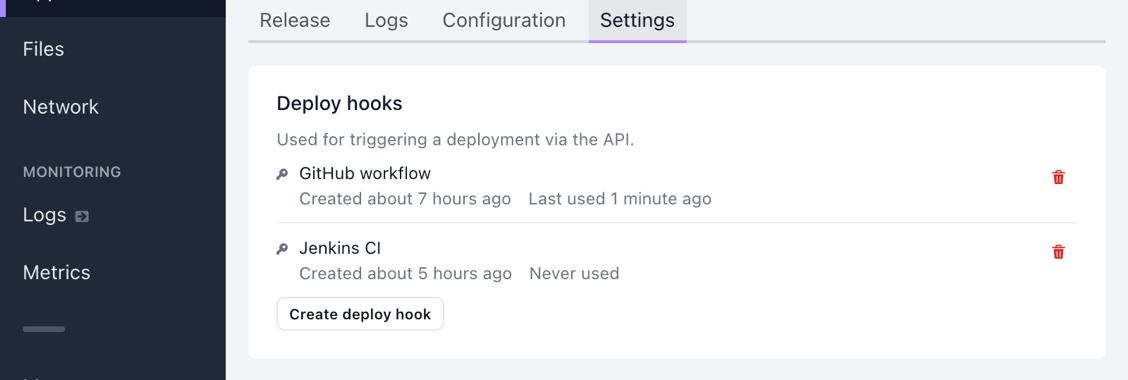 Files
Network
MONITORING
Logs
Metrics
Release
Logs
Configuration
Settings
Deploy hooks
Used for triggering a deployment via the API.
GitHub workflow
Created about 7 hours ago Last used 1 minute ago
Jenkins CI
Created about 5 hours ago Never used
Create deploy hook